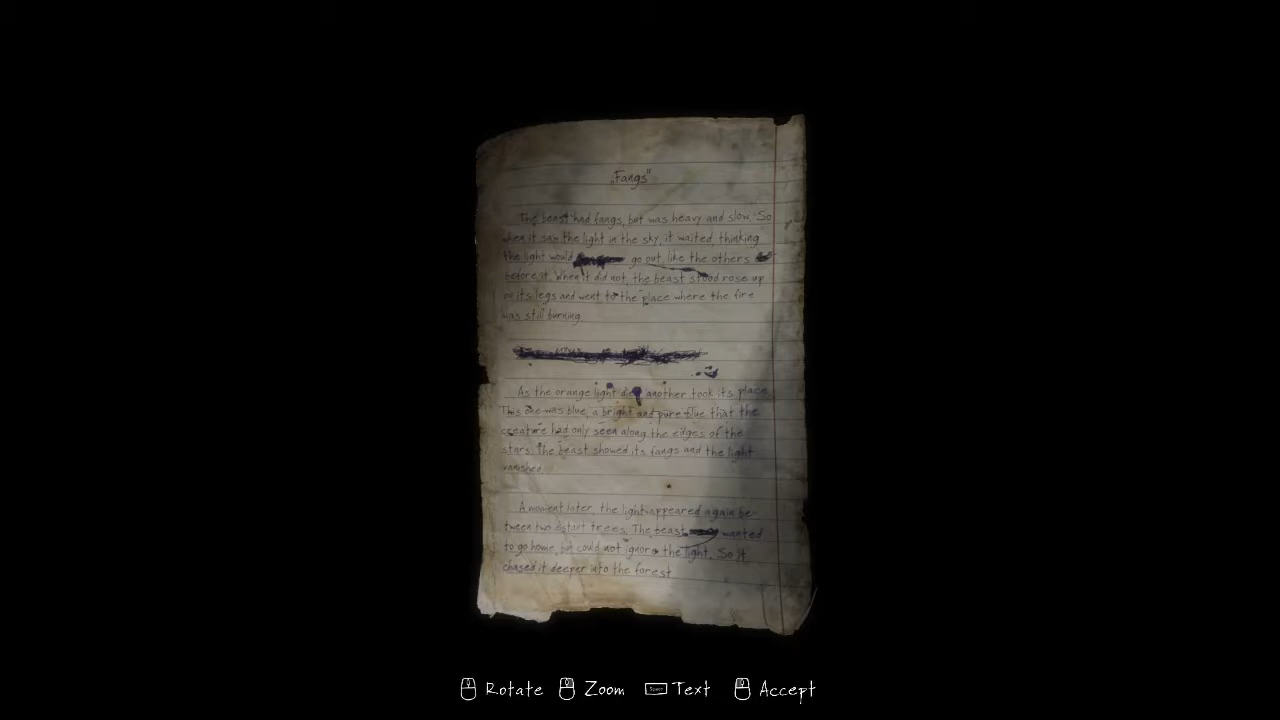 „Fangs"
The beast had fangs, but was heavy and slow. So
when it saw the light in the sky, it waited, thinking
the light would go out, like the others
before it. When it did not, the beast stood rose up
on its legs and went to the place where the fire
was still burning.
As the orange light died another took its place.
This one was blue, a bright and pure blue that the
creature had only seen along the edges of the
stars. The beast showed its fangs and the light
vanished.
A moment later, the light appeared again be-
tween two distant trees. The beast wanted
to go home, but could not ignore the light. So it
chased it deeper into the forest
Rotate Zoom Text Accept